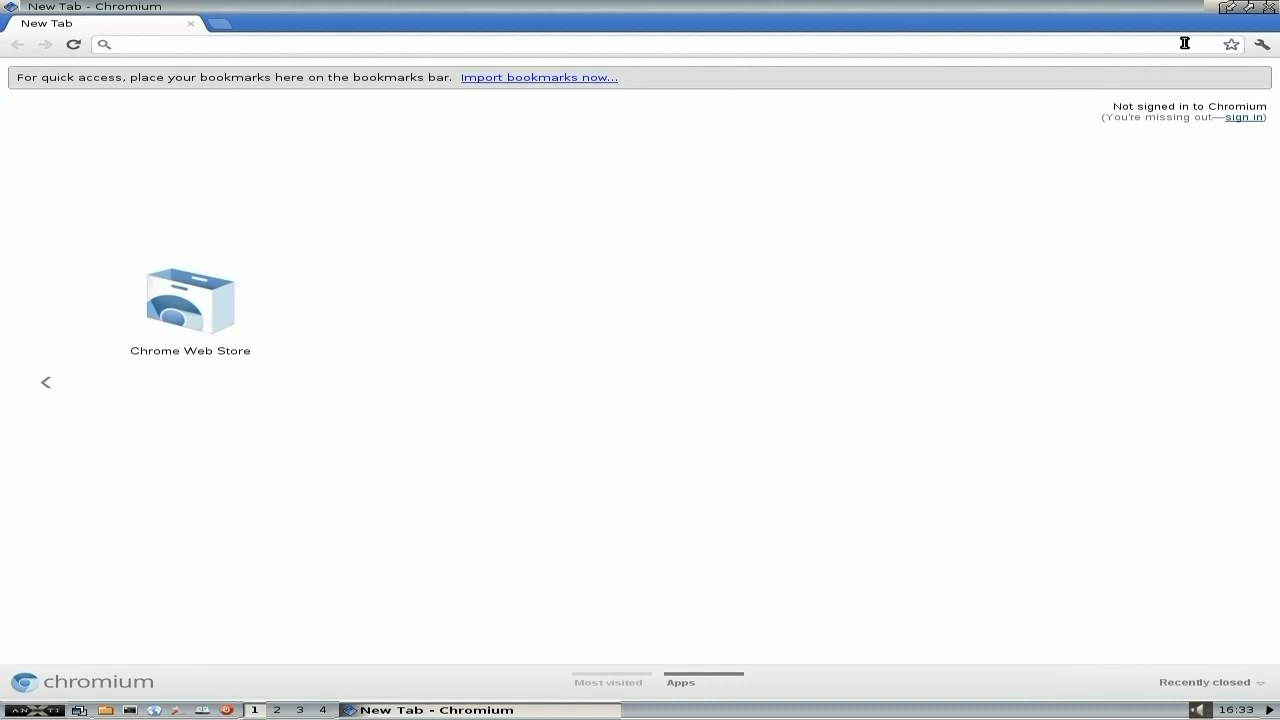 New Tab - Chromium
New Tab
For quick access, place your bookmarks here on the bookmarks bar. Import bookmarks now...
Not signed in to Chromium
(You're missing out—sign in)
Chrome Web Store
chromium
Most visited
Apps
Recently closed
1 2 3 4
New Tab - Chromium
16:33